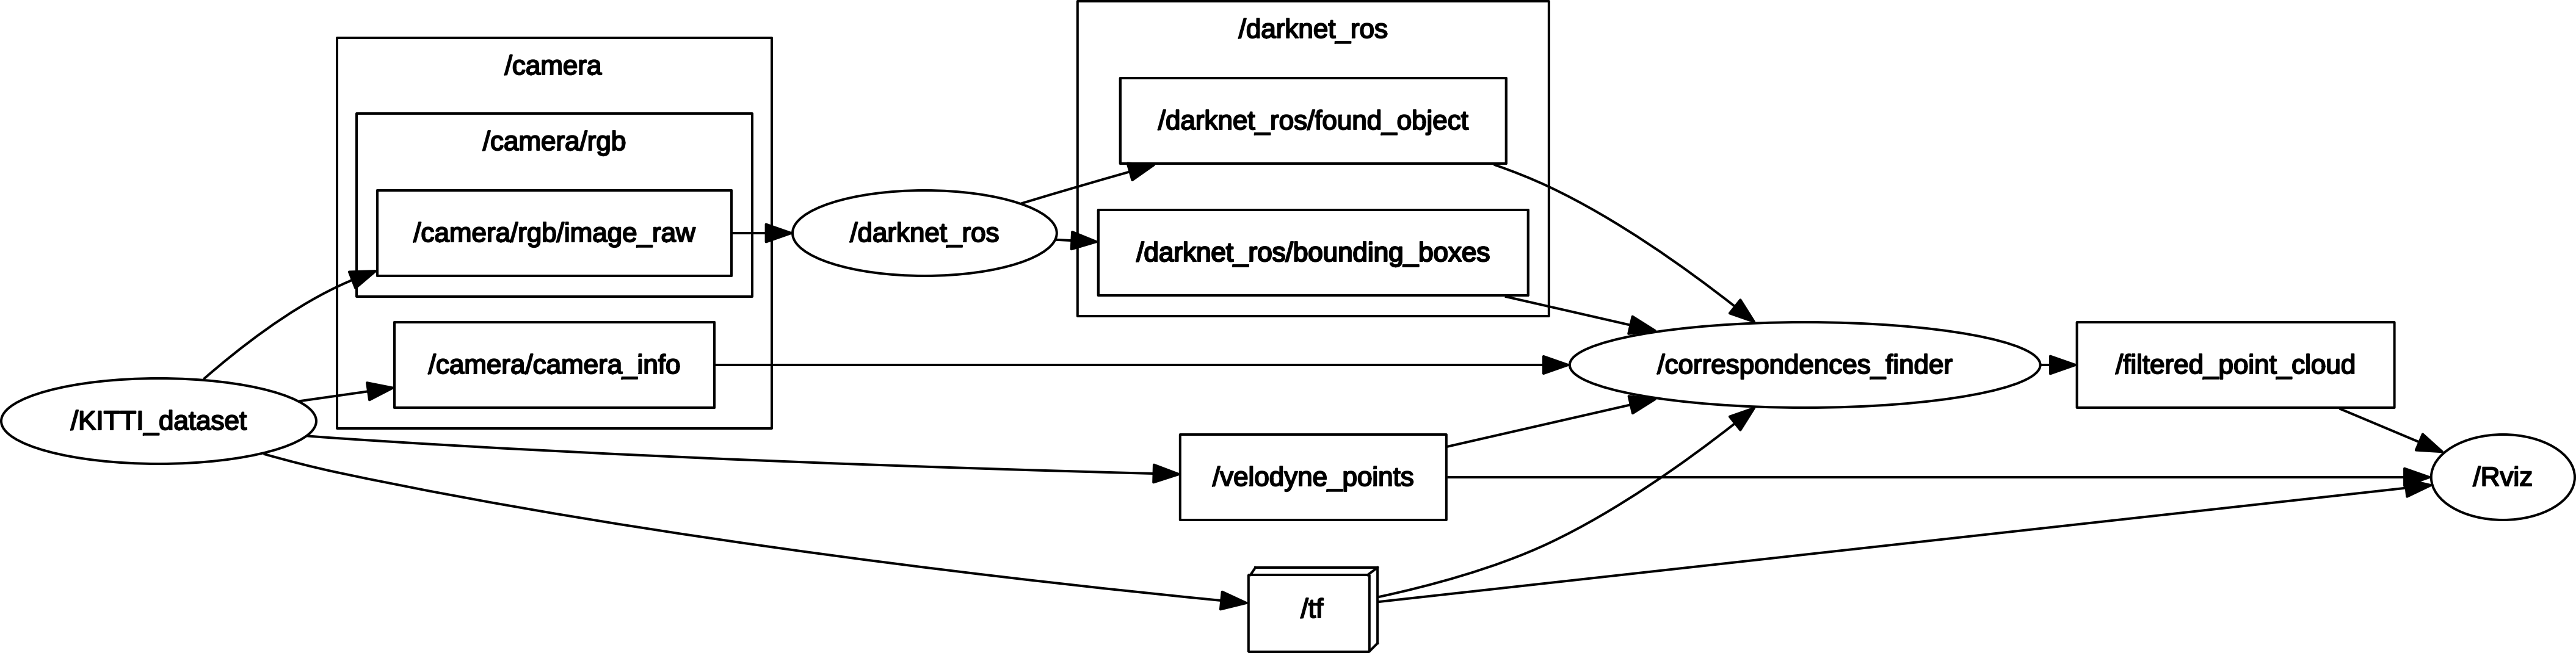 /darknet_ros
/camera
/darknet_ros/found_object
/camera/rgb
/camera/rgb/image_raw
/darknet_ros
/darknet_ros/bounding_boxes
/camera/camera_info
/correspondences_finder
/filtered_point_cloud
/KITTI_dataset
/velodyne_points
/Rviz
/tf